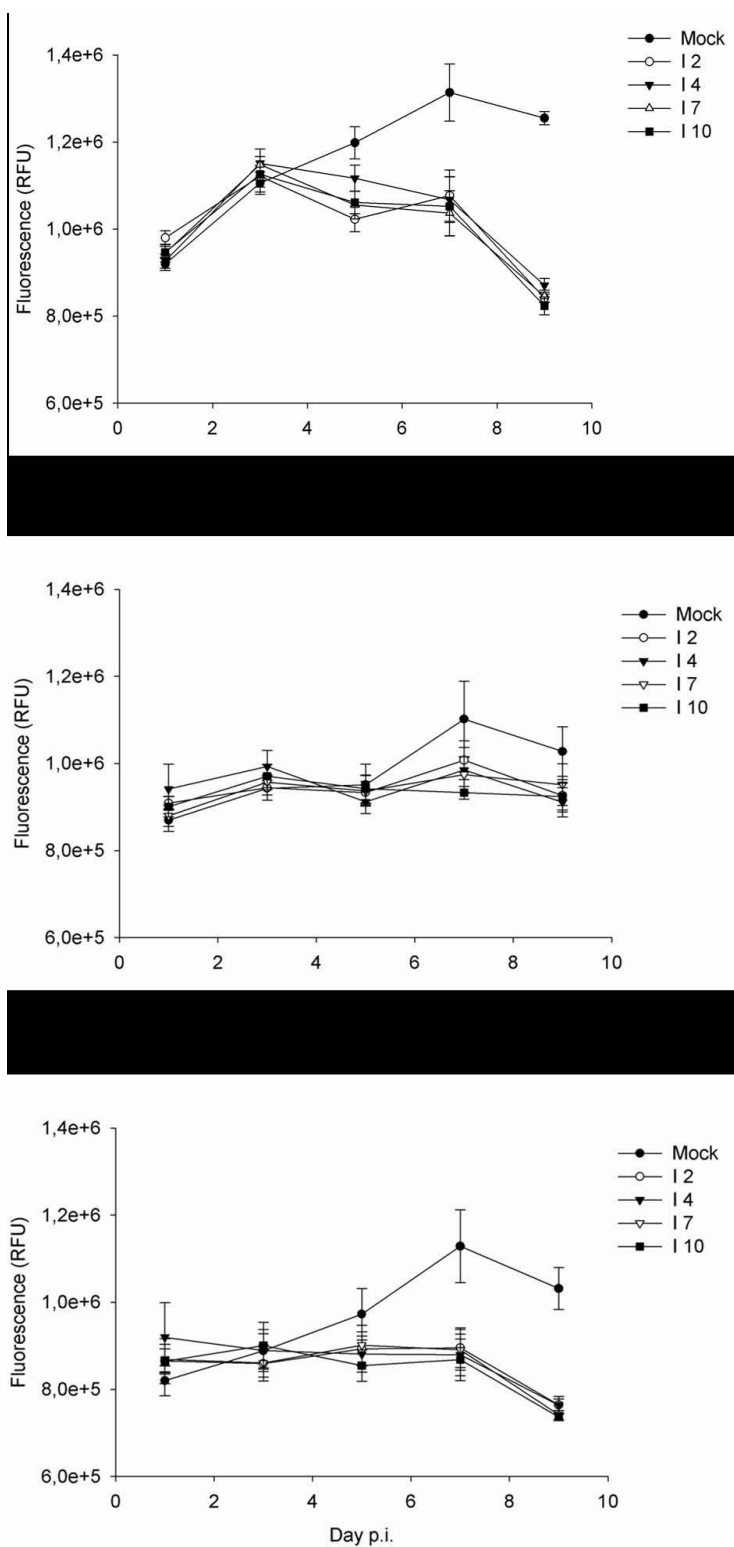 Mock
I 2
I 4
I 7
I 10
Fluorescence (RFU)
1,4e+6
1,2e+6
1,0e+6
8,0e+5
6,0e+5
0 2 4 6 8 10
Mock
I 2
I 4
I 7
I 10
Fluorescence (RFU)
1,4e+6
1,2e+6
1,0e+6
8,0e+5
6,0e+5
0 2 4 6 8 10
Mock
I 2
I 4
I 7
I 10
Fluorescence (RFU)
1,4e+6
1,2e+6
1,0e+6
8,0e+5
6,0e+5
0 2 4 6 8 10
Day p.i.